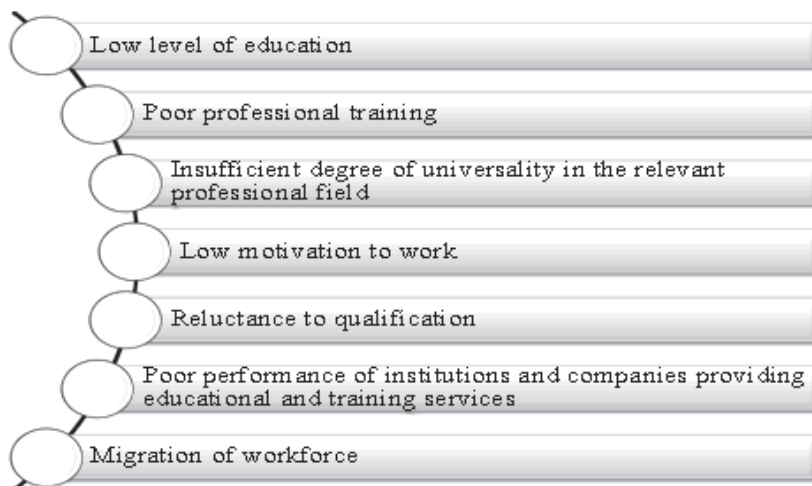 Low level of education
Poor professional training
Insufficient degree of universality in the relevant
professional field
Low motivation to work
Reluctance to qualification
Poor performance of institutions and companies providing
educational and training services
Migration of workforce